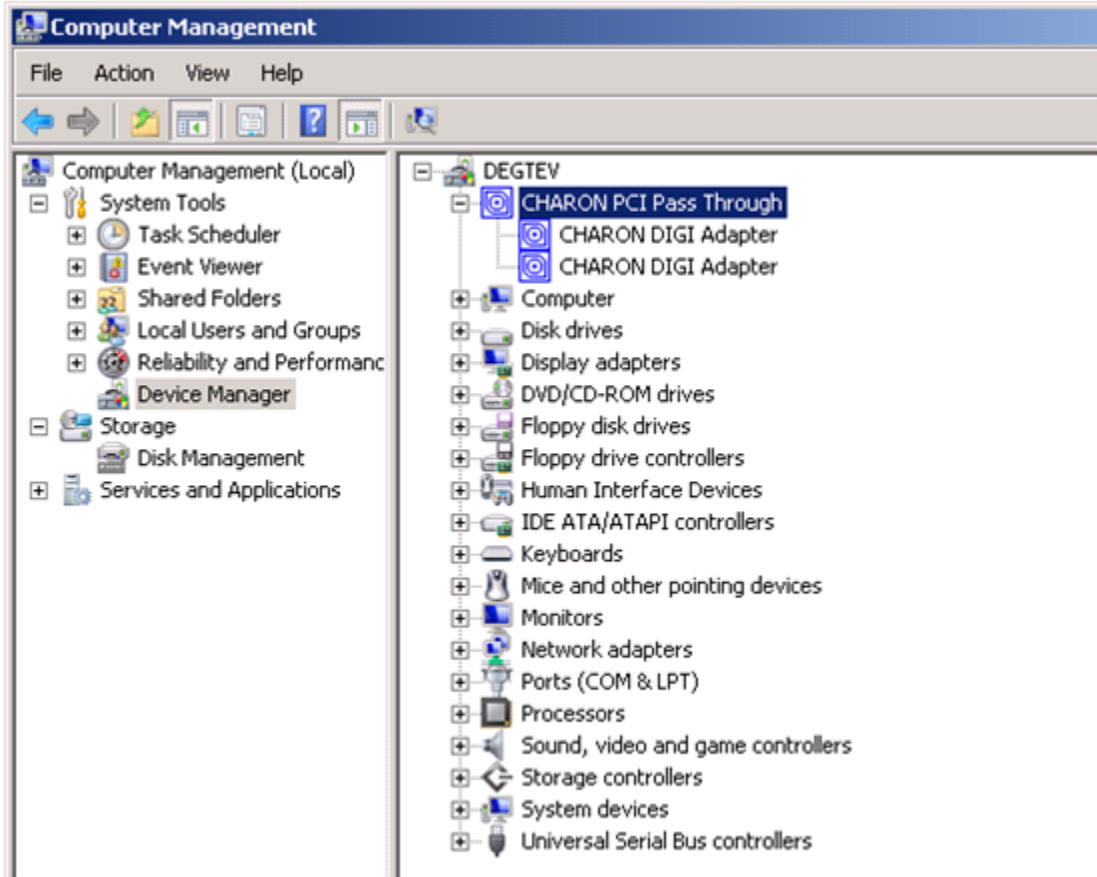 Computer Management
File Action View Help
Computer Management (Local)
System Tools
Task Scheduler
Event Viewer
Shared Folders
Local Users and Groups
Reliability and Performanc
Device Manager
Storage
Disk Management
Services and Applications
DEGTEV
CHARON PCI Pass Through
CHARON DIGI Adapter
CHARON DIGI Adapter
Computer
Disk drives
Display adapters
DVD/CD-ROM drives
Floppy disk drives
Floppy drive controllers
Human Interface Devices
IDE ATA/ATAPI controllers
Keyboards
Mice and other pointing devices
Monitors
Network adapters
Ports (COM & LPT)
Processors
Sound, video and game controllers
Storage controllers
System devices
Universal Serial Bus controllers